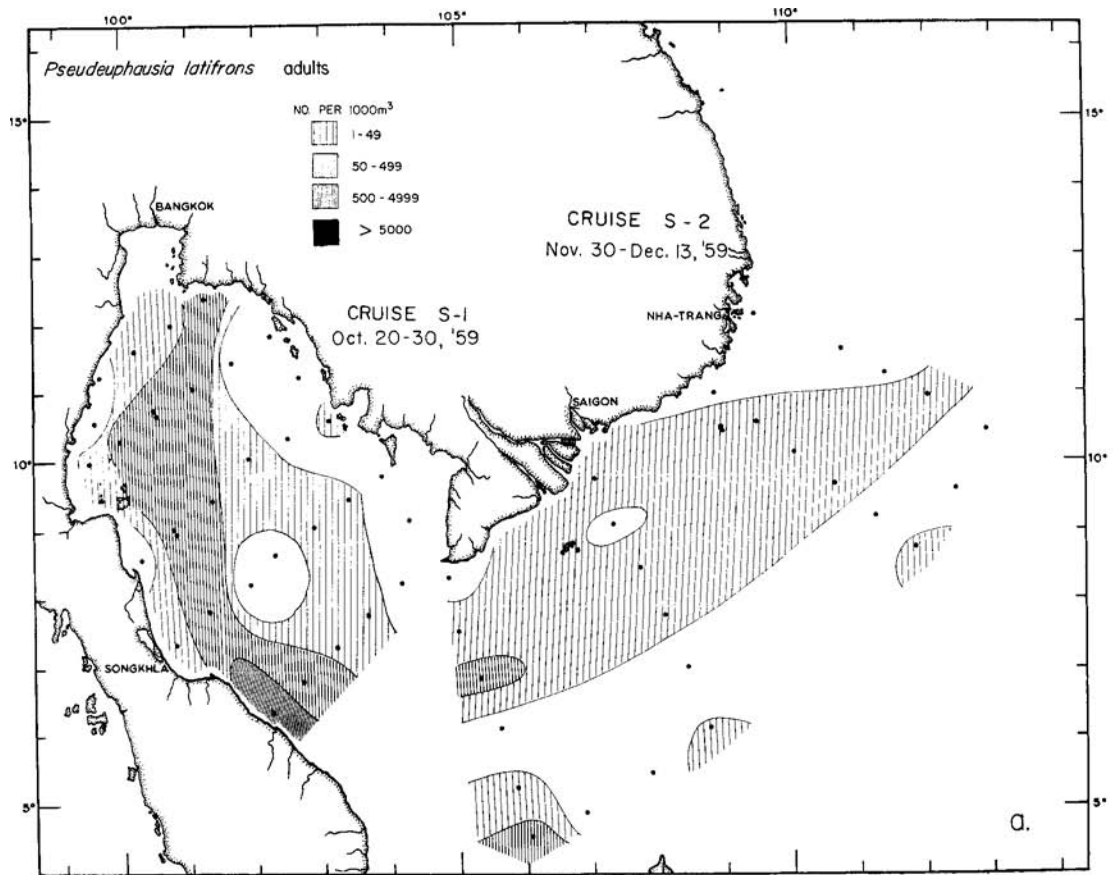 100° 105° 110°
Pseudeuphausia latifrons adults
NO. PER 1000m³
1-49
50-499
500-4999
> 5000
15° 15°
BANGKOK
CRUISE S-2
Nov. 30-Dec. 13, '59
CRUISE S-1
Oct. 20-30, '59
NHA-TRANG
SAIGON
10° 10°
SONGKHLA
5° 5°
a.